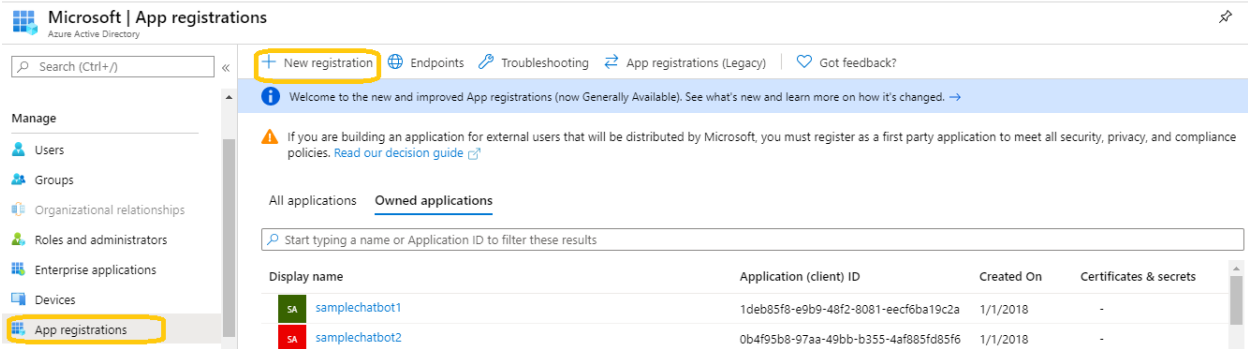 Microsoft | App registrations
Azure Active Directory
Search (Ctrl+/)
«
Manage
Users
Groups
Organizational relationships
Roles and administrators
Enterprise applications
Devices
App registrations
+ New registration Endpoints Troubleshooting App registrations (Legacy) Got feedback?
Welcome to the new and improved App registrations (now Generally Available). See what's new and learn more on how it's changed. →
If you are building an application for external users that will be distributed by Microsoft, you must register as a first party application to meet all security, privacy, and compliance
policies. Read our decision guide
All applications Owned applications
Start typing a name or Application ID to filter these results
Display name Application (client) ID Created On Certificates & secrets
SA samplechatbot1 1deb85f8-e9b9-48f2-8081-eecf6ba19c2a 1/1/2018 -
SA samplechatbot2 0b4f95b8-97aa-49bb-b355-4af885fd85f6 1/1/2018 -